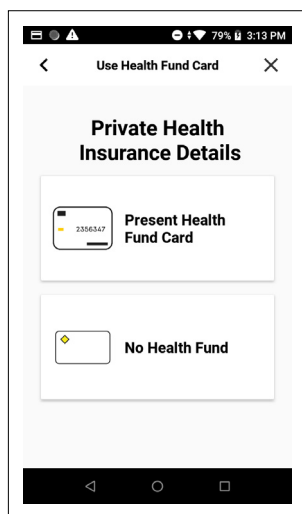 79% 3:13 PM
Use Health Fund Card
Private Health
Insurance Details
2356347
Present Health
Fund Card
No Health Fund